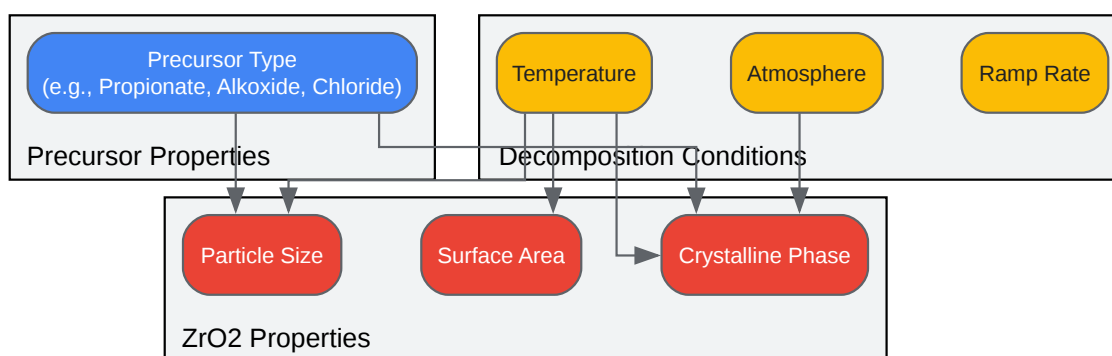 Precursor Type
(e.g., Propionate, Alkoxide, Chloride)
Temperature
Atmosphere
Ramp Rate
Precursor Properties
Decomposition Conditions
Particle Size
Surface Area
Crystalline Phase
ZrO2 Properties